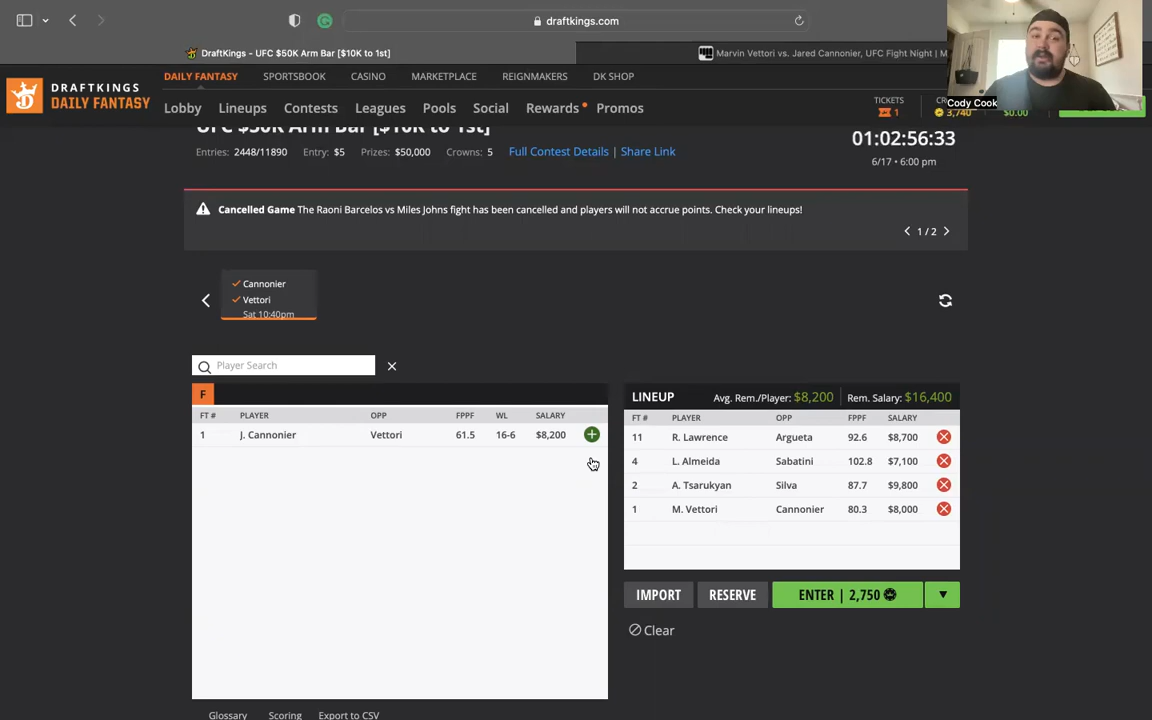 draftkings.com
DraftKings - UFC $50K Arm Bar [$10K to 1st]
Marvin Vettori vs. Jared Cannonier, UFC Fight Night | M
DRAFTKINGS
DAILY FANTASY
DAILY FANTASY SPORTSBOOK CASINO MARKETPLACE REIGNMAKERS DK SHOP
Lobby Lineups Contests Leagues Pools Social Rewards Promos
TICKETS
1
3,740
$0.00
Cody Cook
UFC $50K Arm Bar [$10K to 1st]
Entries: 2448/11890 Entry: $5 Prizes: $50,000 Crowns: 5 Full Contest Details | Share Link
01:02:56:33
6/17 • 6:00 pm
Cancelled Game The Raoni Barcelos vs Miles Johns fight has been cancelled and players will not accrue points. Check your lineups!
1 / 2
Cannonier
Vettori
Sat 10:40pm
Player Search
F
FT # PLAYER OPP FPPF WL SALARY
1 J. Cannonier Vettori 61.5 16-6 $8,200
LINEUP Avg. Rem./Player: $8,200 Rem. Salary: $16,400
FT # PLAYER OPP FPPF SALARY
11 R. Lawrence Argueta 92.6 $8,700
4 L. Almeida Sabatini 102.8 $7,100
2 A. Tsarukyan Silva 87.7 $9,800
1 M. Vettori Cannonier 80.3 $8,000
IMPORT RESERVE ENTER | 2,750
Clear
Glossary Scoring Export to CSV